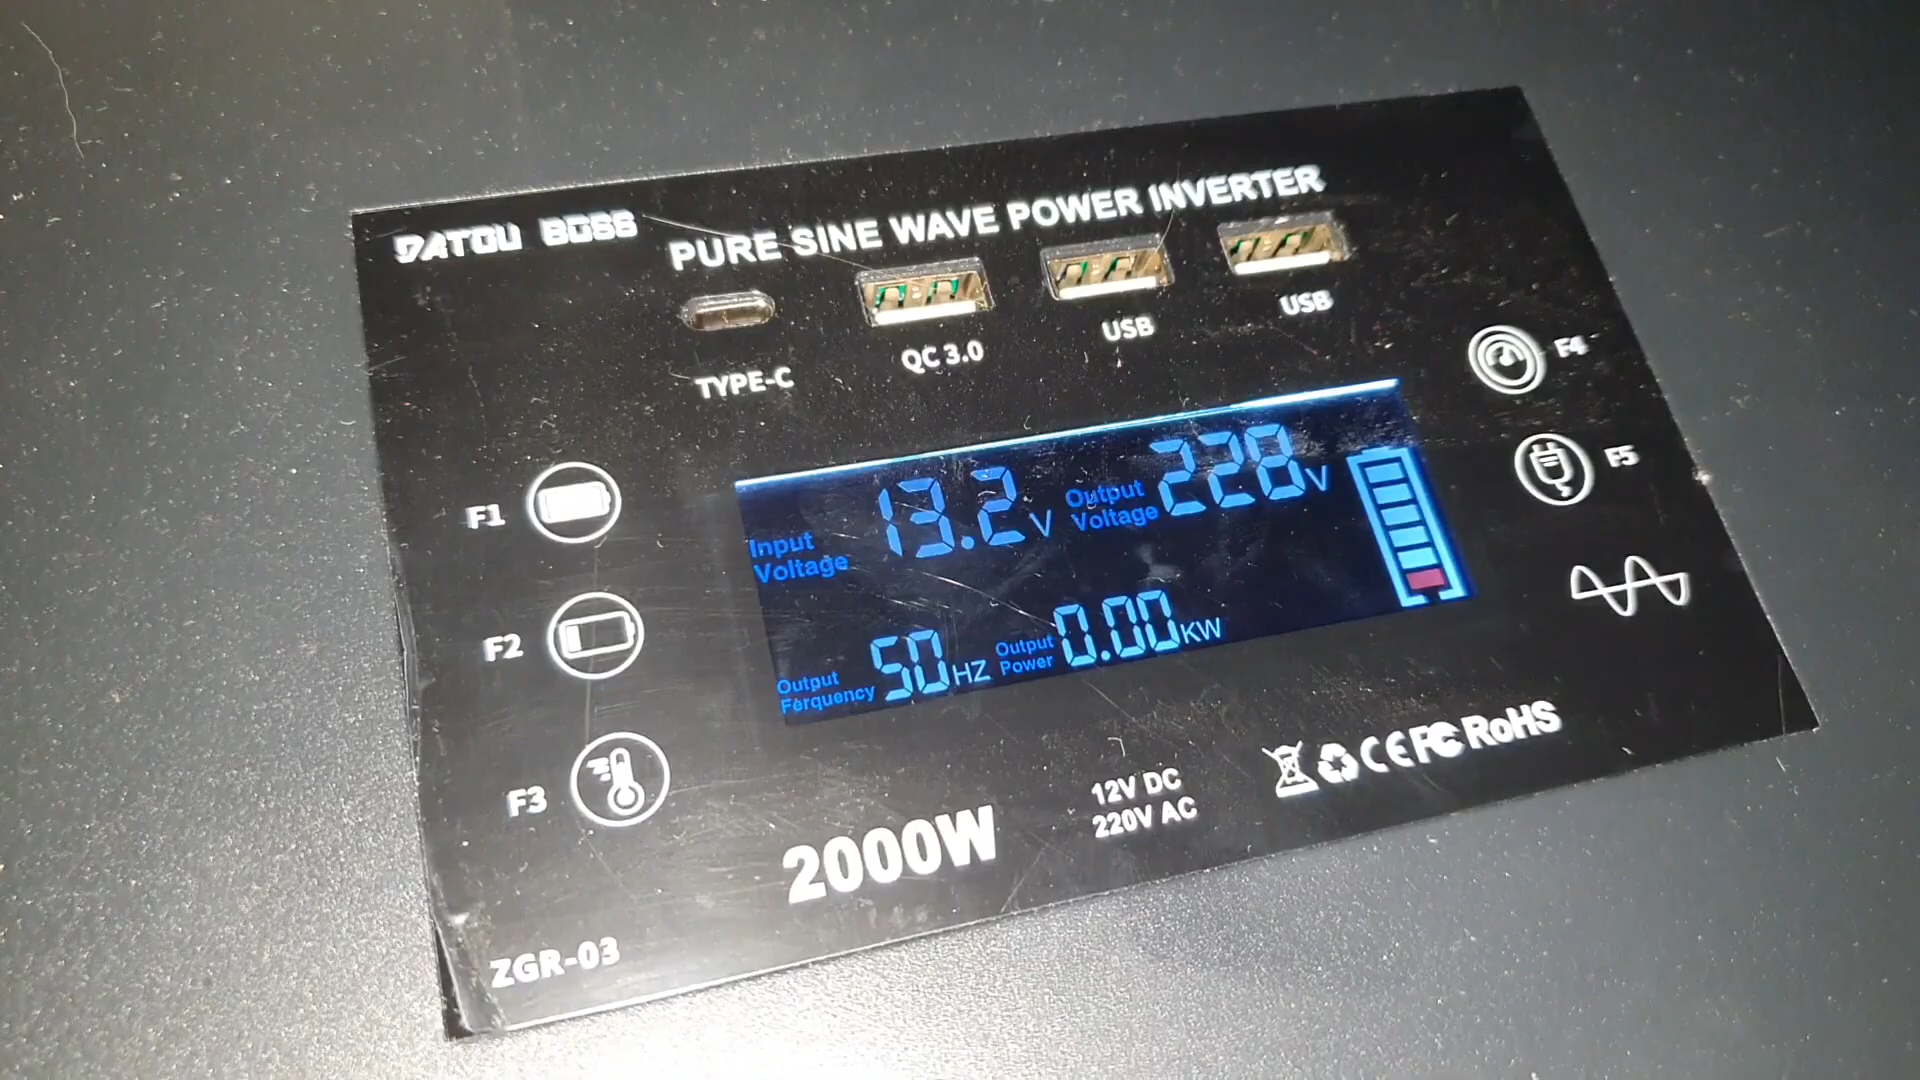 DATOU BOSS
PURE SINE WAVE POWER INVERTER
TYPE-C
QC 3.0
USB
USB
F4
F5
F1
F2
F3
Input Voltage 13.2V
Output Voltage 228V
Output Ferquency 50HZ
Output Power 0.00KW
2000W
12V DC
220V AC
CE FC RoHS
ZGR-03